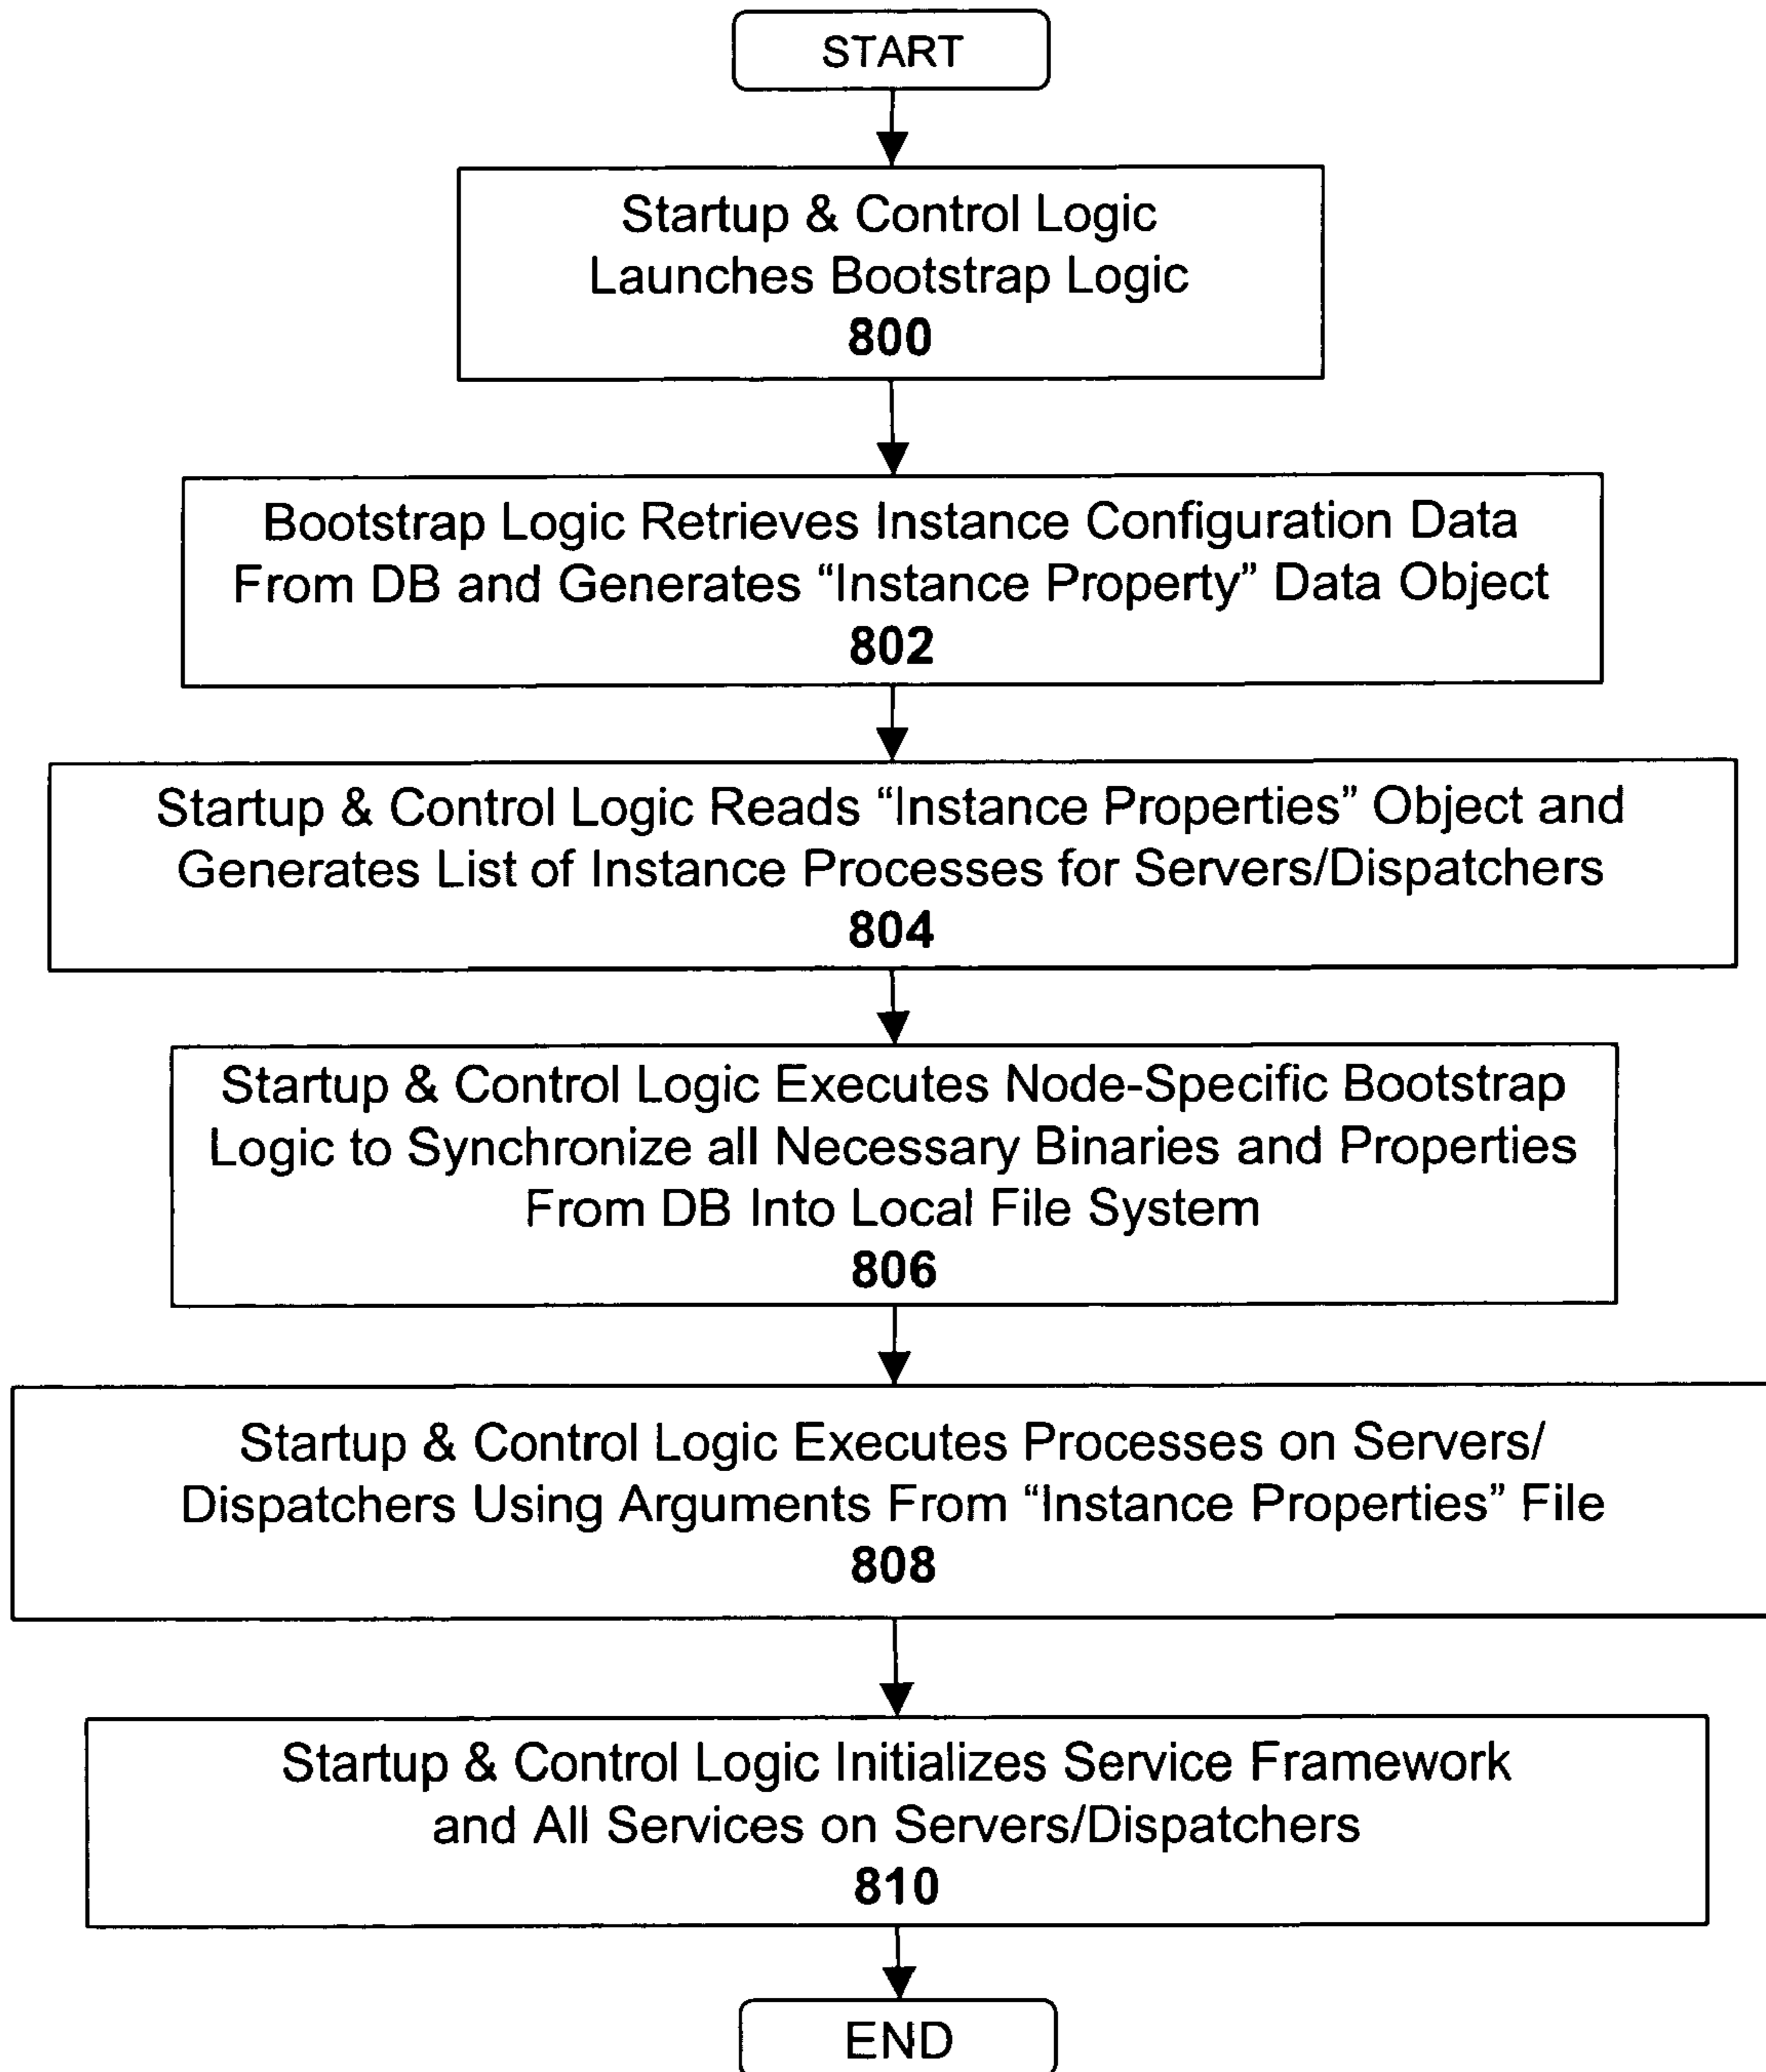 START
Startup & Control Logic
Launches Bootstrap Logic
800
Bootstrap Logic Retrieves Instance Configuration Data
From DB and Generates “Instance Property” Data Object
802
Startup & Control Logic Reads “Instance Properties” Object and
Generates List of Instance Processes for Servers/Dispatchers
804
Startup & Control Logic Executes Node-Specific Bootstrap
Logic to Synchronize all Necessary Binaries and Properties
From DB Into Local File System
806
Startup & Control Logic Executes Processes on Servers/
Dispatchers Using Arguments From “Instance Properties” File
808
Startup & Control Logic Initializes Service Framework
and All Services on Servers/Dispatchers
810
END